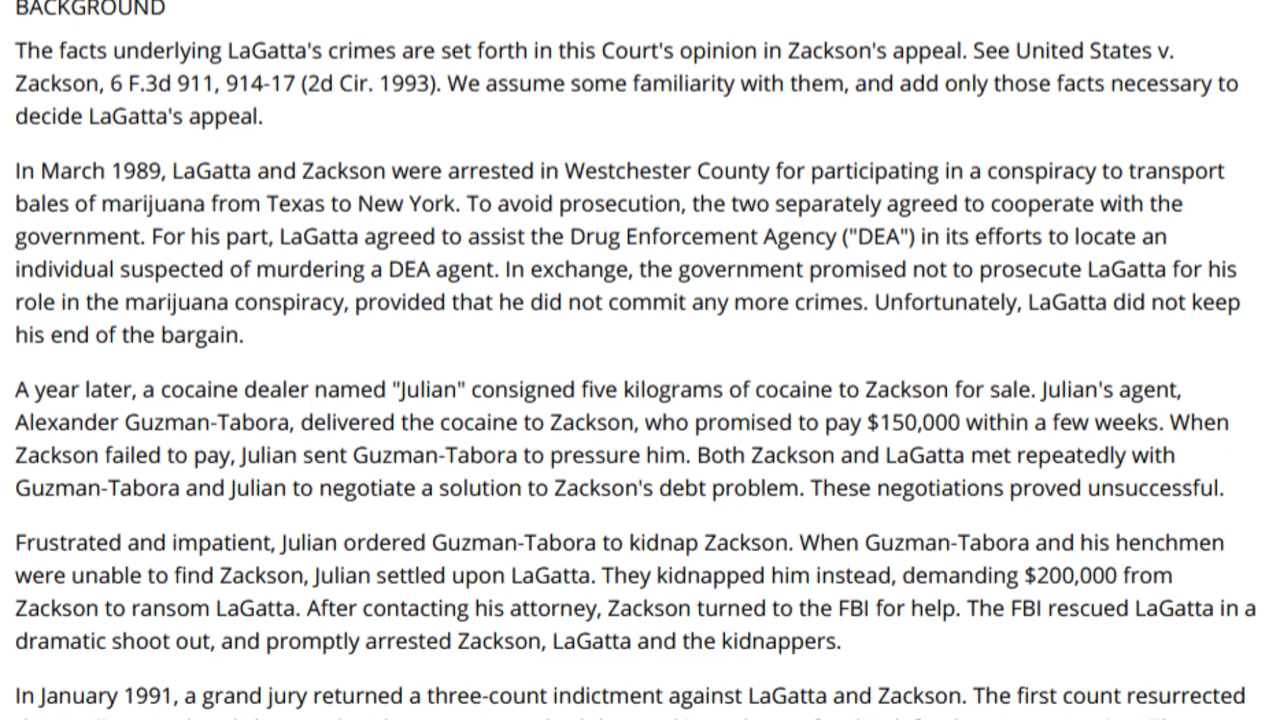 BACKGROUND
The facts underlying LaGatta's crimes are set forth in this Court's opinion in Zackson's appeal. See United States v.
Zackson, 6 F.3d 911, 914-17 (2d Cir. 1993). We assume some familiarity with them, and add only those facts necessary to
decide LaGatta's appeal.
In March 1989, LaGatta and Zackson were arrested in Westchester County for participating in a conspiracy to transport
bales of marijuana from Texas to New York. To avoid prosecution, the two separately agreed to cooperate with the
government. For his part, LaGatta agreed to assist the Drug Enforcement Agency ("DEA") in its efforts to locate an
individual suspected of murdering a DEA agent. In exchange, the government promised not to prosecute LaGatta for his
role in the marijuana conspiracy, provided that he did not commit any more crimes. Unfortunately, LaGatta did not keep
his end of the bargain.
A year later, a cocaine dealer named "Julian" consigned five kilograms of cocaine to Zackson for sale. Julian's agent,
Alexander Guzman-Tabora, delivered the cocaine to Zackson, who promised to pay $150,000 within a few weeks. When
Zackson failed to pay, Julian sent Guzman-Tabora to pressure him. Both Zackson and LaGatta met repeatedly with
Guzman-Tabora and Julian to negotiate a solution to Zackson's debt problem. These negotiations proved unsuccessful.
Frustrated and impatient, Julian ordered Guzman-Tabora to kidnap Zackson. When Guzman-Tabora and his henchmen
were unable to find Zackson, Julian settled upon LaGatta. They kidnapped him instead, demanding $200,000 from
Zackson to ransom LaGatta. After contacting his attorney, Zackson turned to the FBI for help. The FBI rescued LaGatta in a
dramatic shoot out, and promptly arrested Zackson, LaGatta and the kidnappers.
In January 1991, a grand jury returned a three-count indictment against LaGatta and Zackson. The first count resurrected